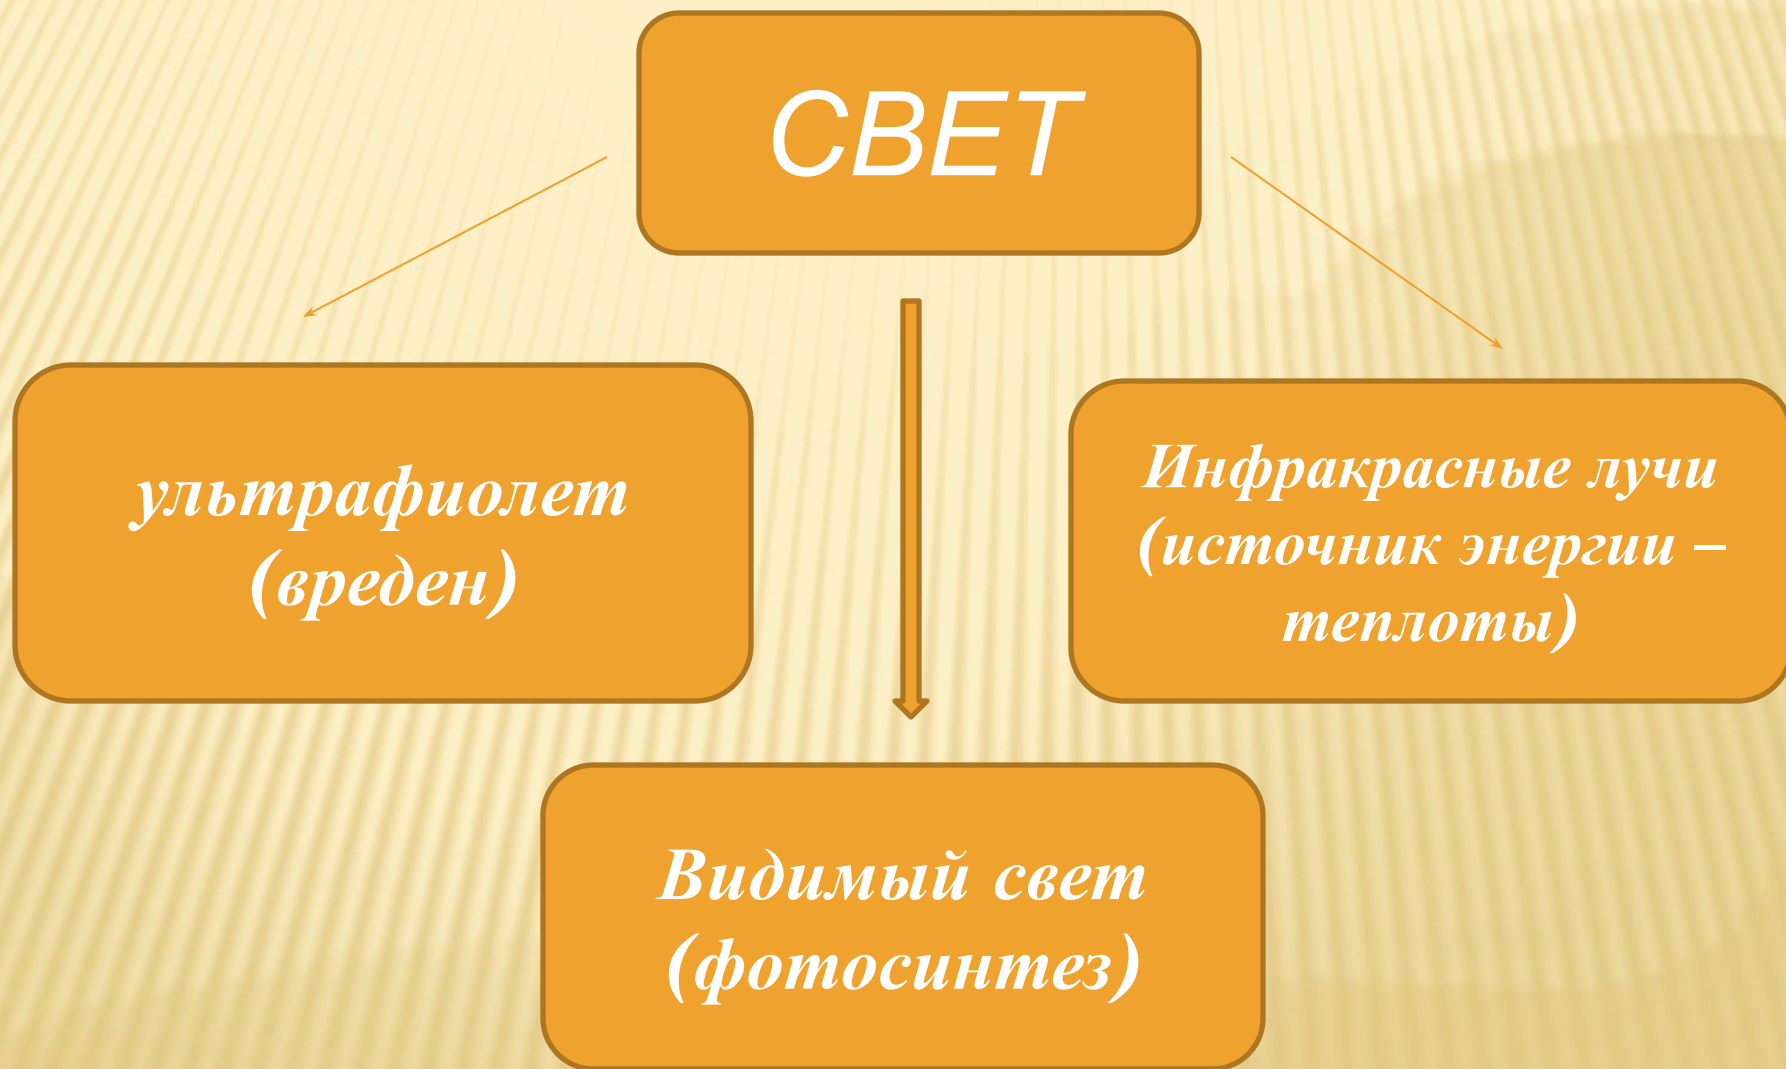 СВЕТ
ультрафиолет
(вреден)
Инфракрасные лучи
(источник энергии –
теплоты)
Видимый свет
(фотосинтез)